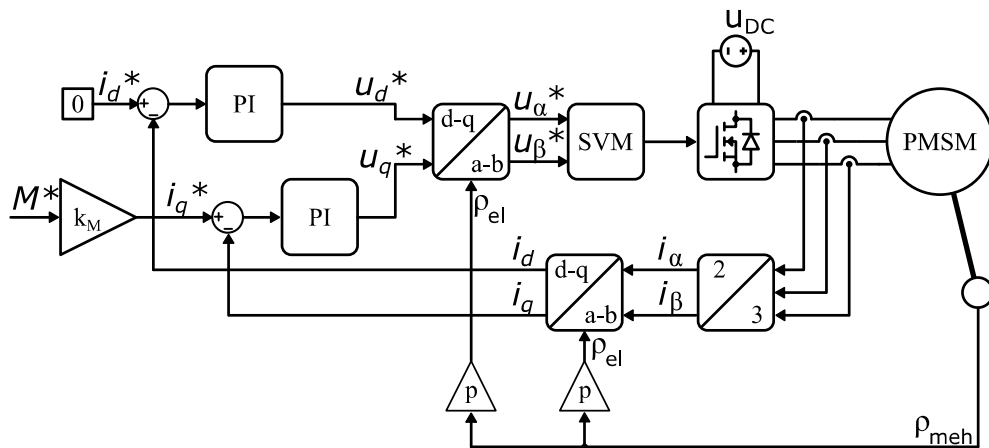 u_DC
- +
0
i_d*
+
−
PI
u_d*
d-q
a-b
u_α*
u_β*
SVM
PMSM
M*
k_M
i_q*
+
−
PI
u_q*
ρ_el
i_d
i_q
d-q
a-b
i_α
i_β
2
3
ρ_el
p
p
ρ_meh